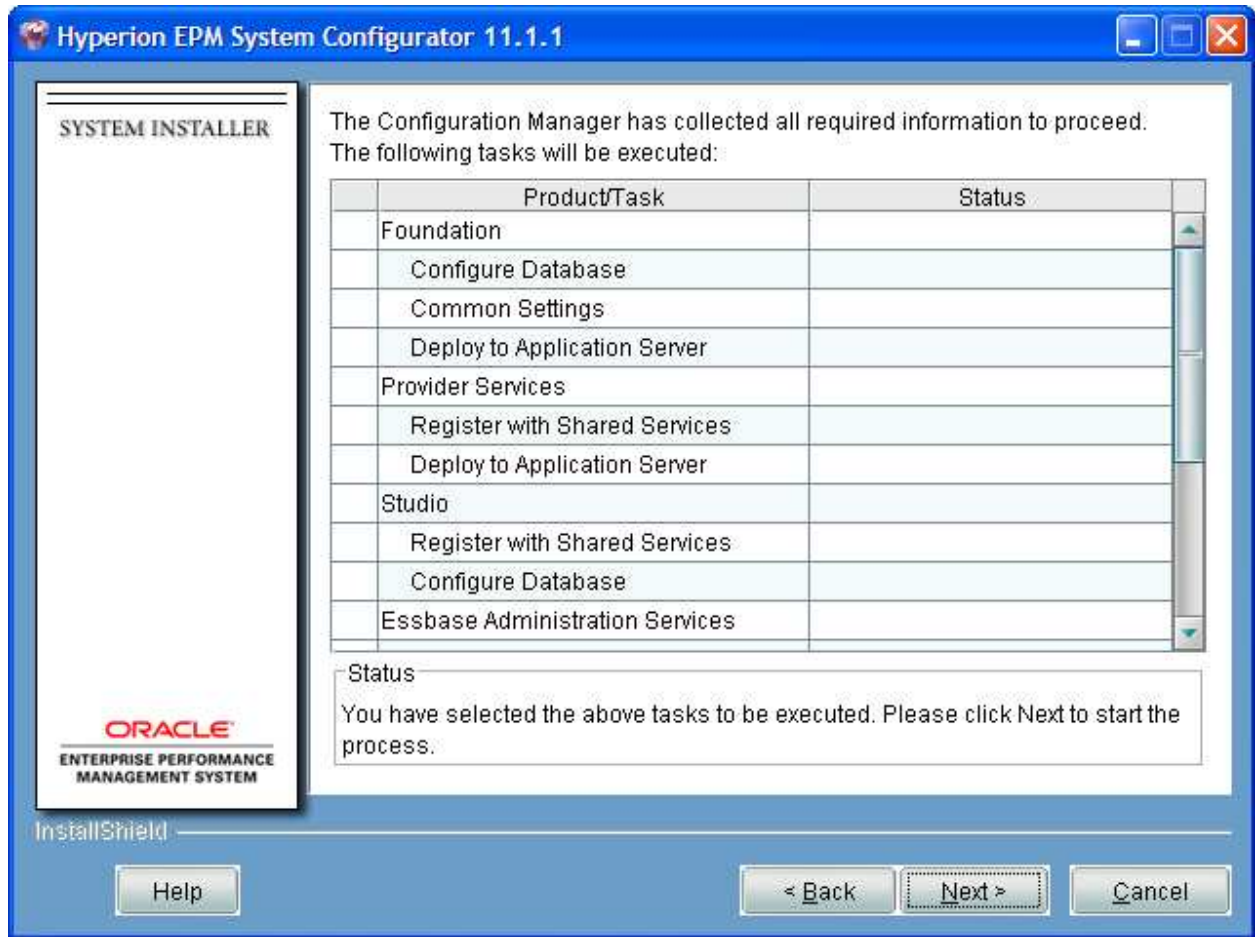 Hyperion EPM System Configurator 11.1.1
SYSTEM INSTALLER
The Configuration Manager has collected all required information to proceed.
The following tasks will be executed:
Product/Task Status
Foundation
Configure Database
Common Settings
Deploy to Application Server
Provider Services
Register with Shared Services
Deploy to Application Server
Studio
Register with Shared Services
Configure Database
Essbase Administration Services
Status
You have selected the above tasks to be executed. Please click Next to start the
process.
ORACLE
ENTERPRISE PERFORMANCE
MANAGEMENT SYSTEM
InstallShield
Help
< Back
Next >
Cancel